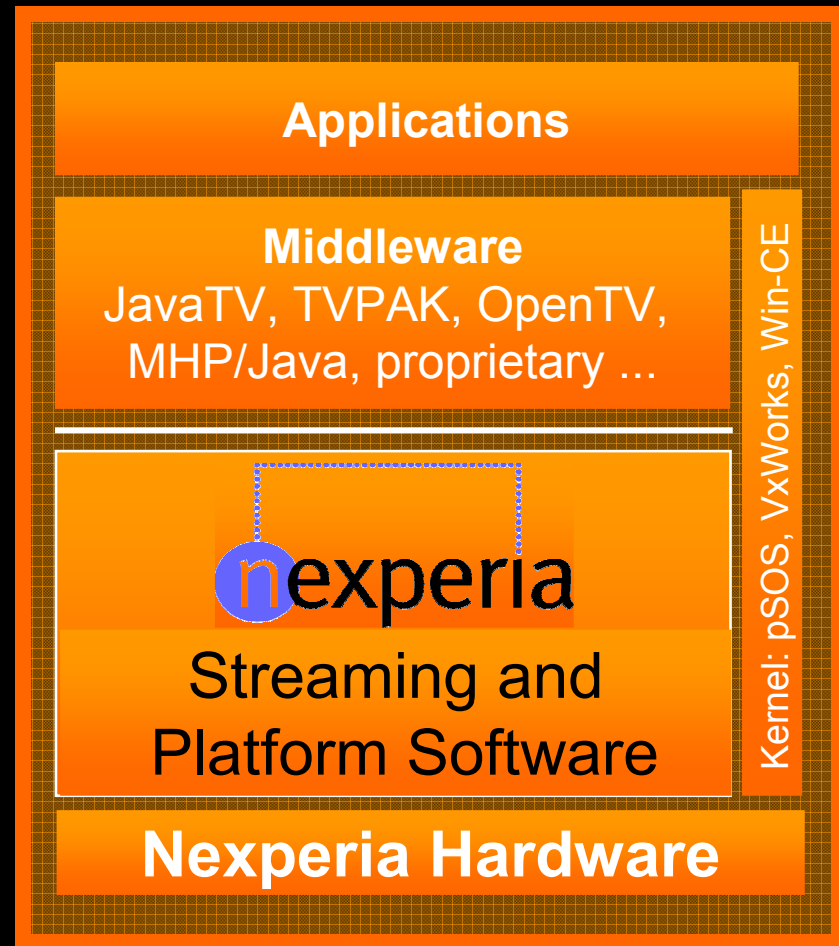 Applications
Middleware
JavaTV, TVPAK, OpenTV,
MHP/Java, proprietary ...
Kernel: pSOS, VxWorks, Win-CE
nexperia
Streaming and
Platform Software
Nexperia Hardware